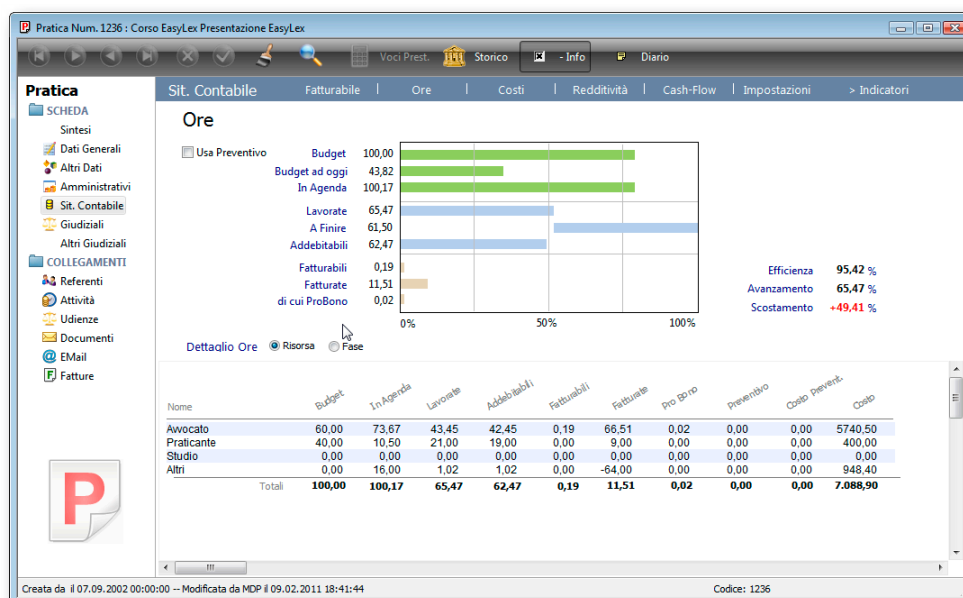 Pratica Num. 1236 : Corso EasyLex Presentazione EasyLex
Voci Prest. Storico - Info Diario
Pratica
SCHEDA
Sintesi
Dati Generali
Altri Dati
Amministrativi
Sit. Contabile
Giudiziali
Altri Giudiziali
COLLEGAMENTI
Referenti
Attività
Udienze
Documenti
EMail
Fatture
P
Sit. Contabile Fatturabile | Ore | Costi | Redditività | Cash-Flow | Impostazioni > Indicatori
Ore
Usa Preventivo
Budget 100,00
Budget ad oggi 43,82
In Agenda 100,17
Lavorate 65,47
A Finire 61,50
Addebitabili 62,47
Fatturabili 0,19
Fatturate 11,51
di cui ProBono 0,02
0% 50% 100%
Efficienza 95,42 %
Avanzamento 65,47 %
Scostamento +49,41 %
Dettaglio Ore Risorsa Fase
Nome Budget In Agenda Lavorate Addebitabili Fatturabili Fatturate Pro Bono Preventivo Costo Prevent. Costo
Avvocato 60,00 73,67 43,45 42,45 0,19 66,51 0,02 0,00 0,00 5740,50
Praticante 40,00 10,50 21,00 19,00 0,00 9,00 0,00 0,00 0,00 400,00
Studio 0,00 0,00 0,00 0,00 0,00 0,00 0,00 0,00 0,00 0,00
Altri 0,00 16,00 1,02 1,02 0,00 -64,00 0,00 0,00 0,00 948,40
Totali 100,00 100,17 65,47 62,47 0,19 11,51 0,02 0,00 0,00 7.088,90
Creata da il 07.09.2002 00:00:00 -- Modificata da MDP il 09.02.2011 18:41:44 Codice: 1236